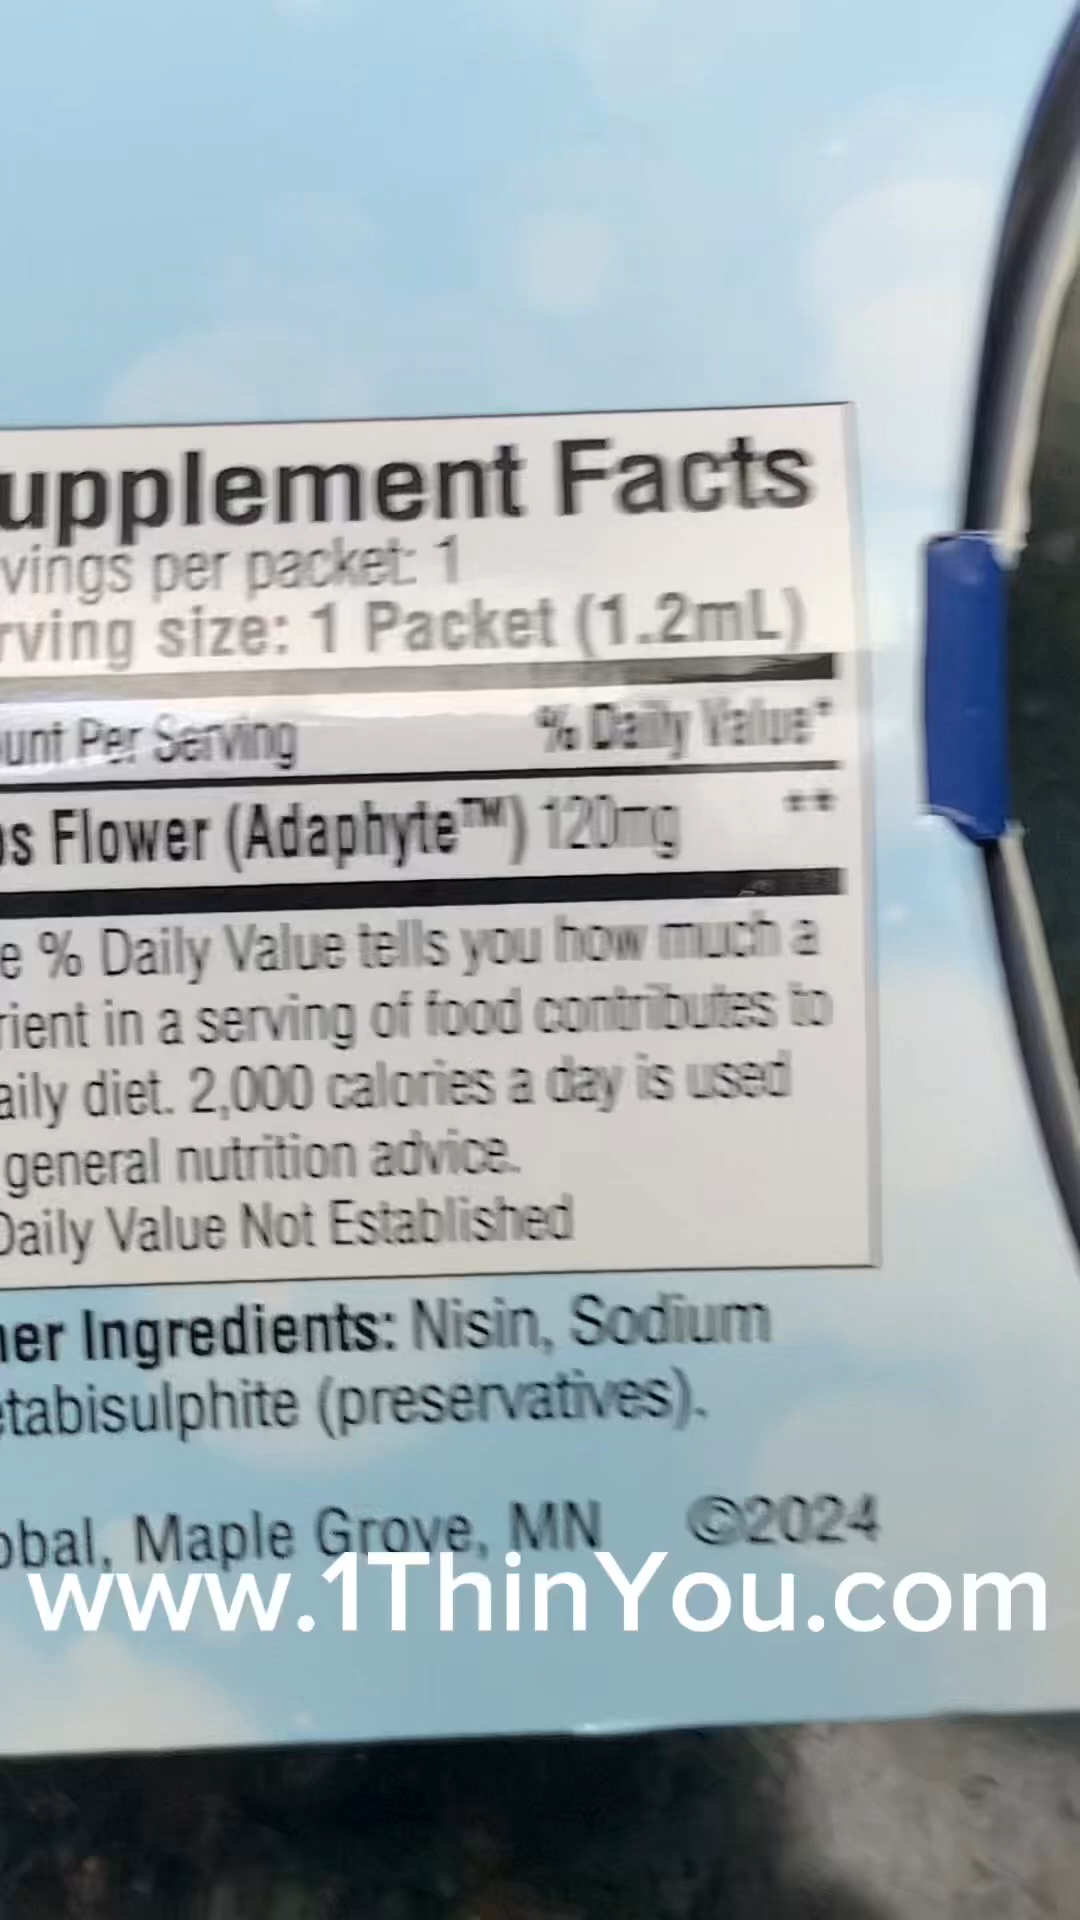 upplement Facts
vings per packet: 1
rving size: 1 Packet (1.2mL)
ount Per Serving % Daily Value*
ps Flower (Adaphyte™) 120mg **
e % Daily Value tells you how much a
rient in a serving of food contributes to
aily diet. 2,000 calories a day is used
general nutrition advice.
Daily Value Not Established
her Ingredients: Nisin, Sodium
etabisulphite (preservatives).
obal, Maple Grove, MN ©2024
www.1ThinYou.com